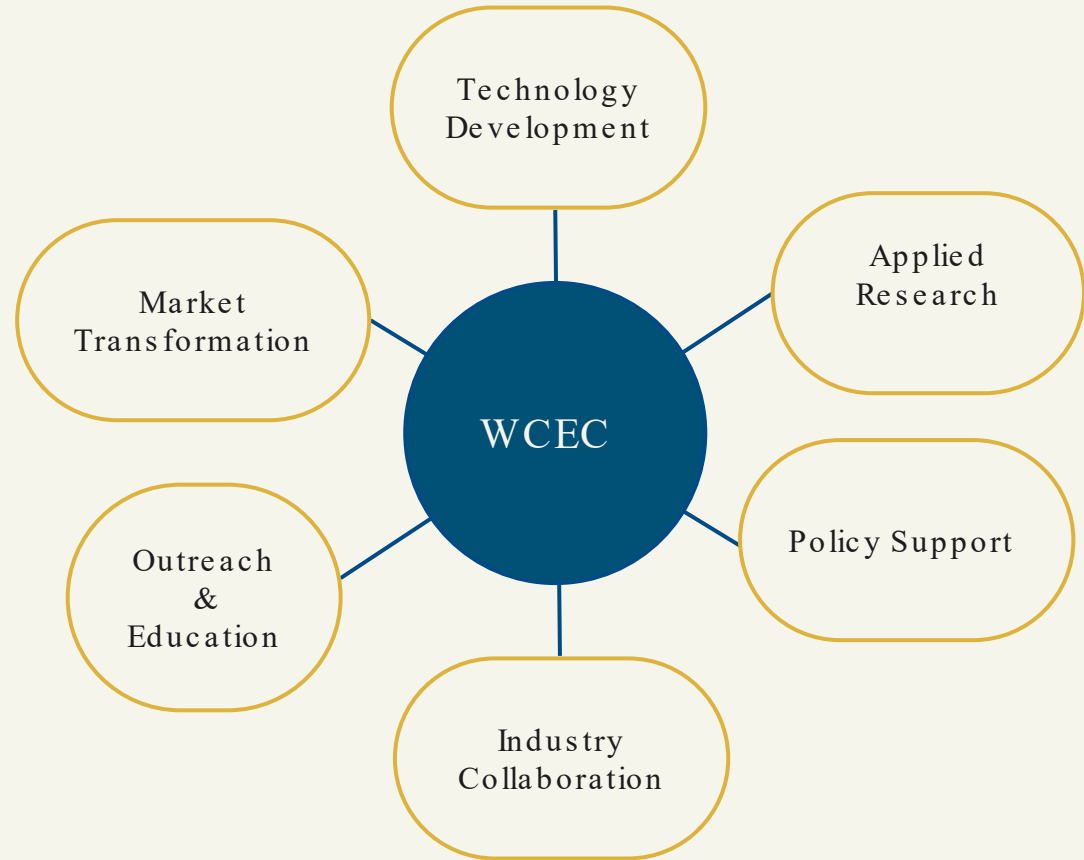 Technology
Development
Applied
Research
Market
Transformation
WCEC
Policy Support
Outreach
&
Education
Industry
Collaboration